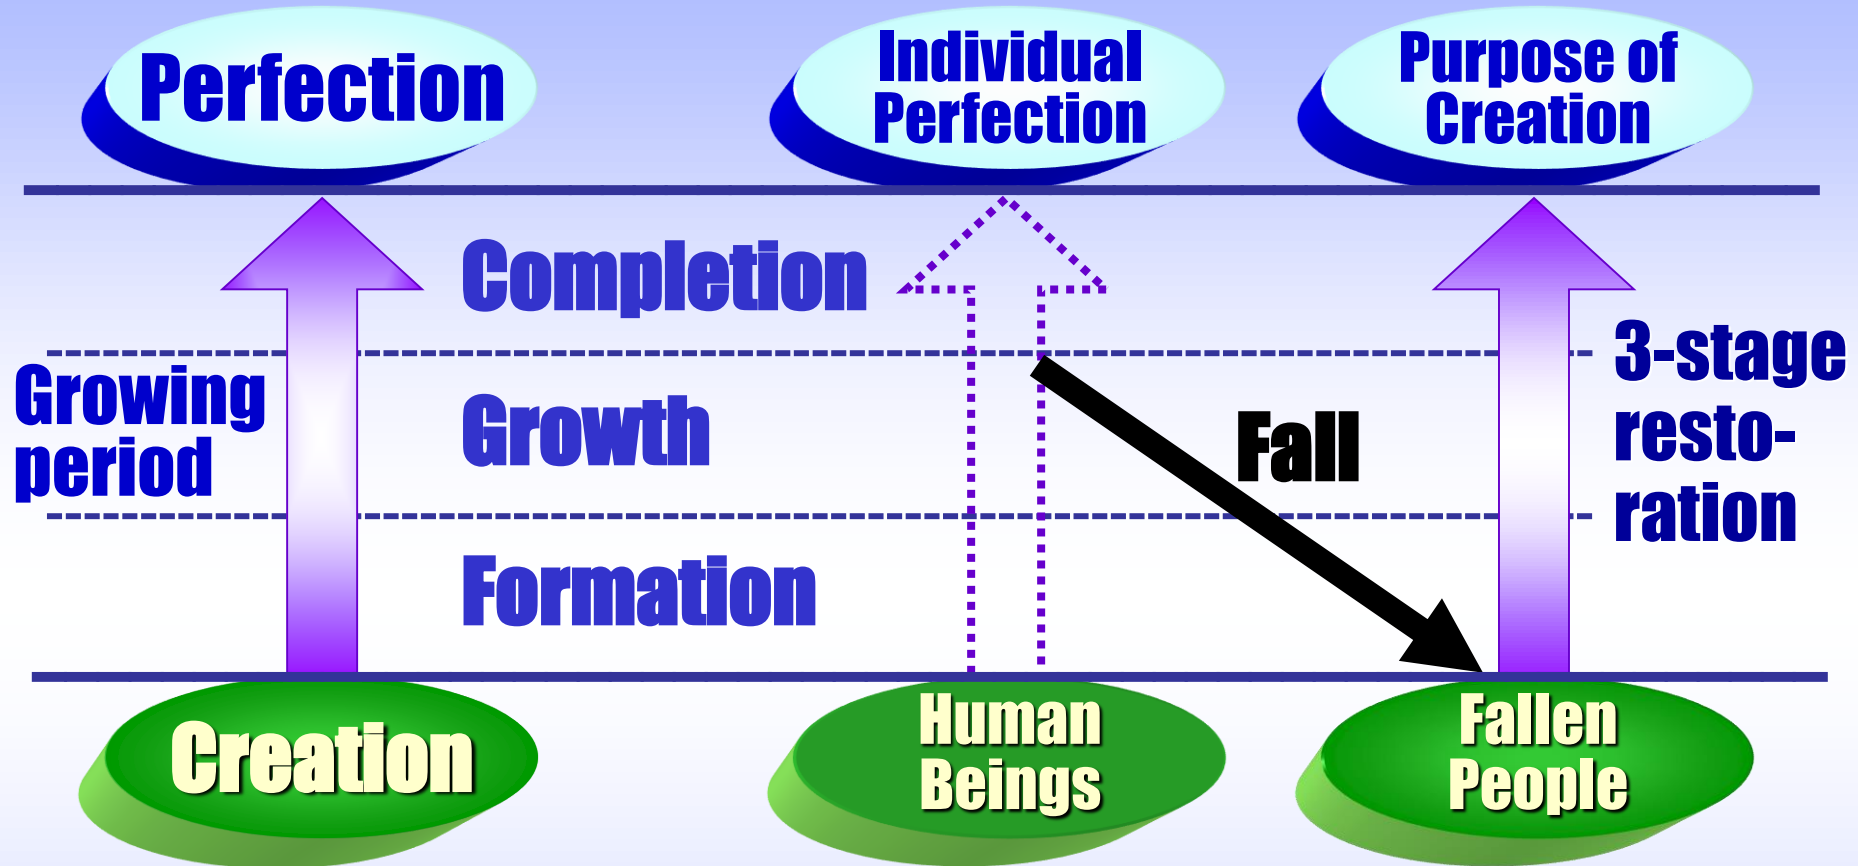 Perfection
Individual
Perfection
Purpose of
Creation
Completion
Growing
period
Growth
Formation
Fall
3-stage
resto-
ration
Creation
Human
Beings
Fallen
People